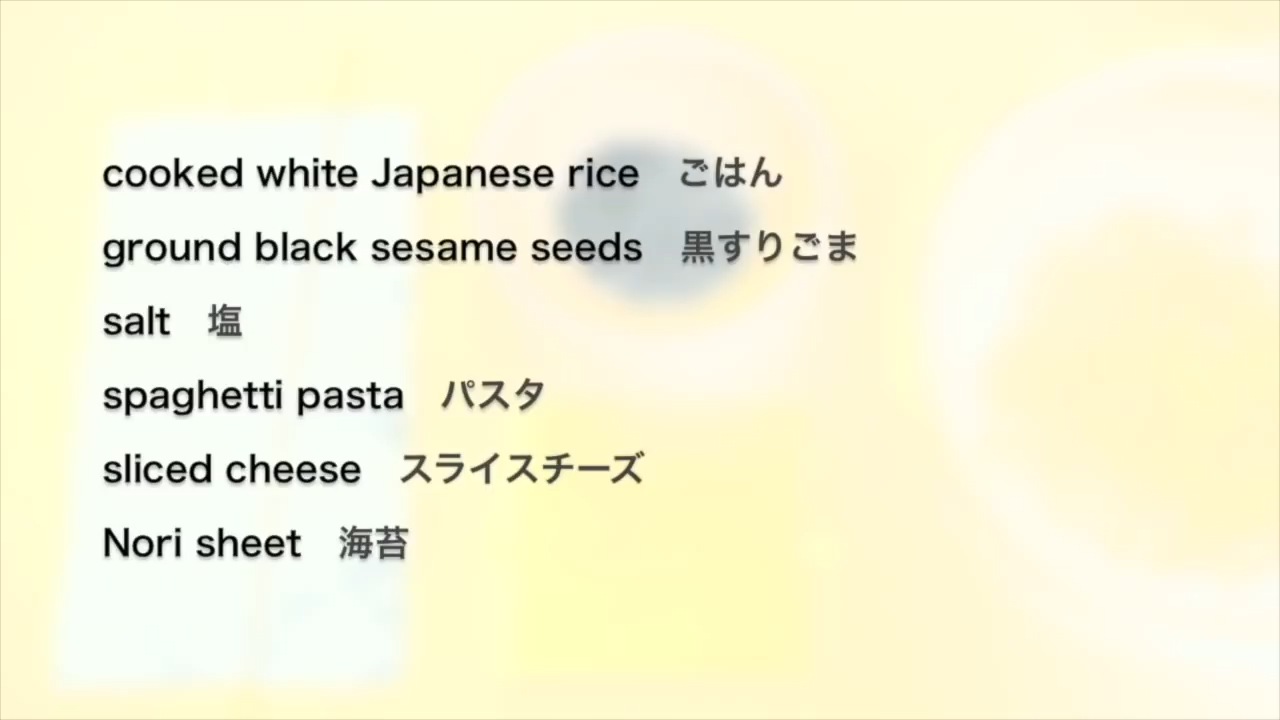 cooked white Japanese rice ごはん
ground black sesame seeds 黒すりごま
salt 塩
spaghetti pasta パスタ
sliced cheese スライスチーズ
Nori sheet 海苔